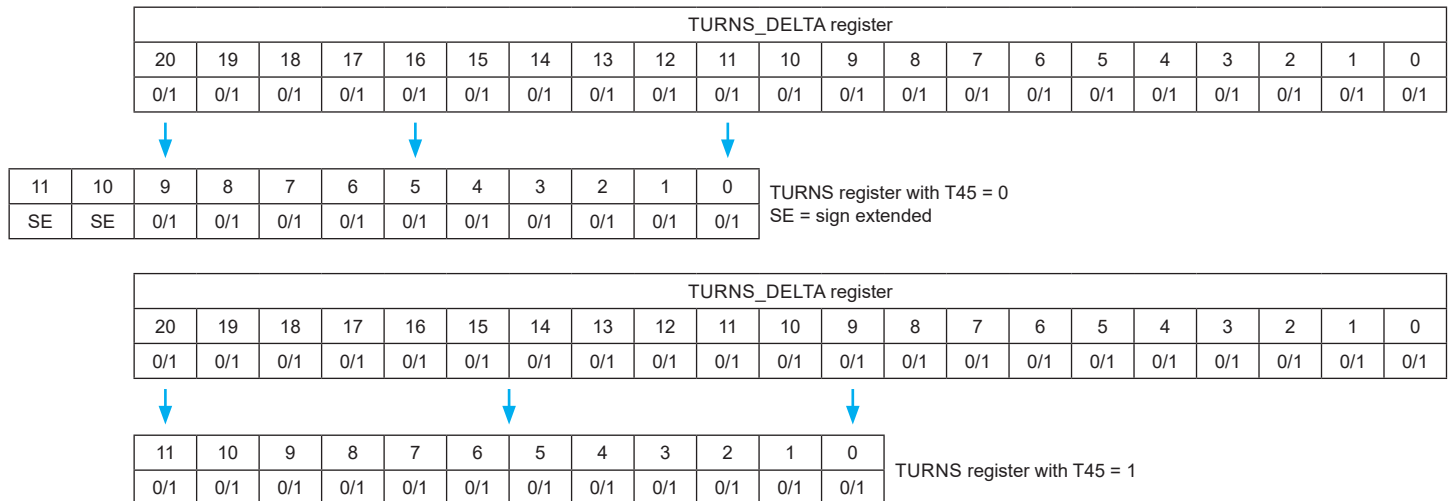 TURNS_DELTA register
20 19 18 17 16 15 14 13 12 11 10 9 8 7 6 5 4 3 2 1 0
0/1 0/1 0/1 0/1 0/1 0/1 0/1 0/1 0/1 0/1 0/1 0/1 0/1 0/1 0/1 0/1 0/1 0/1 0/1 0/1 0/1
11 10 9 8 7 6 5 4 3 2 1 0
SE SE 0/1 0/1 0/1 0/1 0/1 0/1 0/1 0/1 0/1 0/1
TURNS register with T45 = 0
SE = sign extended
TURNS_DELTA register
20 19 18 17 16 15 14 13 12 11 10 9 8 7 6 5 4 3 2 1 0
0/1 0/1 0/1 0/1 0/1 0/1 0/1 0/1 0/1 0/1 0/1 0/1 0/1 0/1 0/1 0/1 0/1 0/1 0/1 0/1 0/1
11 10 9 8 7 6 5 4 3 2 1 0
0/1 0/1 0/1 0/1 0/1 0/1 0/1 0/1 0/1 0/1 0/1 0/1
TURNS register with T45 = 1